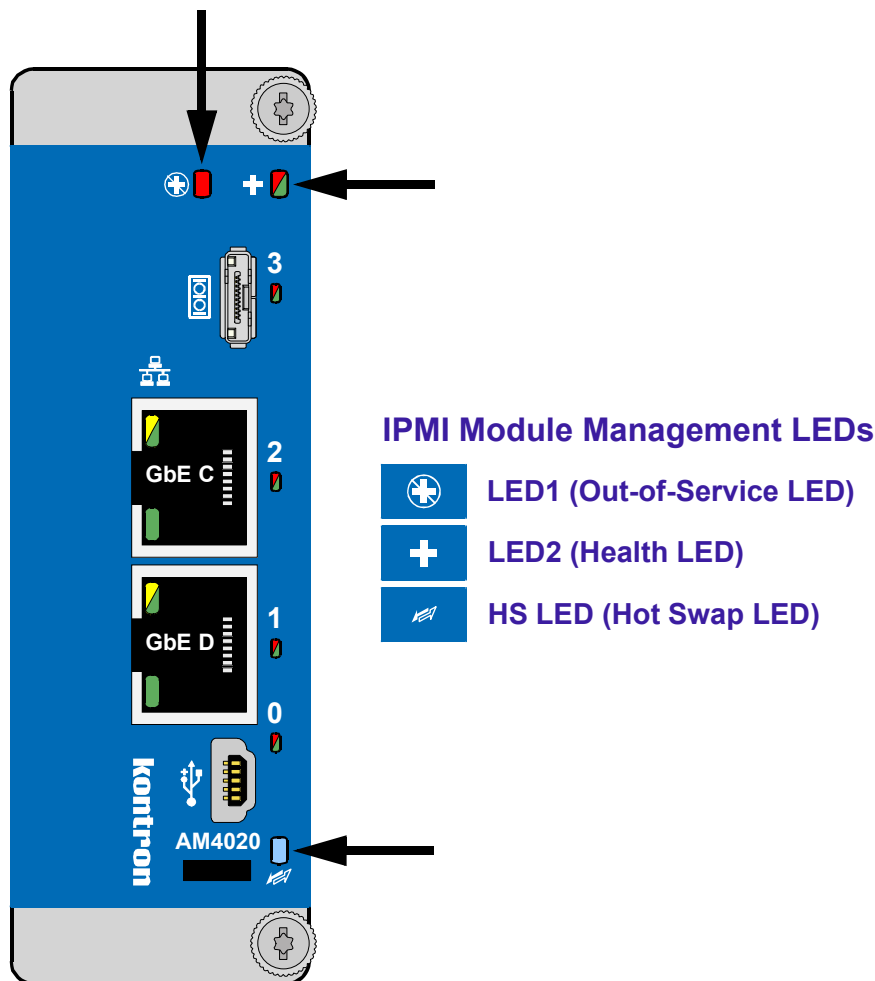 3
2
GbE C
1
GbE D
0
kontron
AM4020
IPMI Module Management LEDs
LED1 (Out-of-Service LED)
LED2 (Health LED)
HS LED (Hot Swap LED)